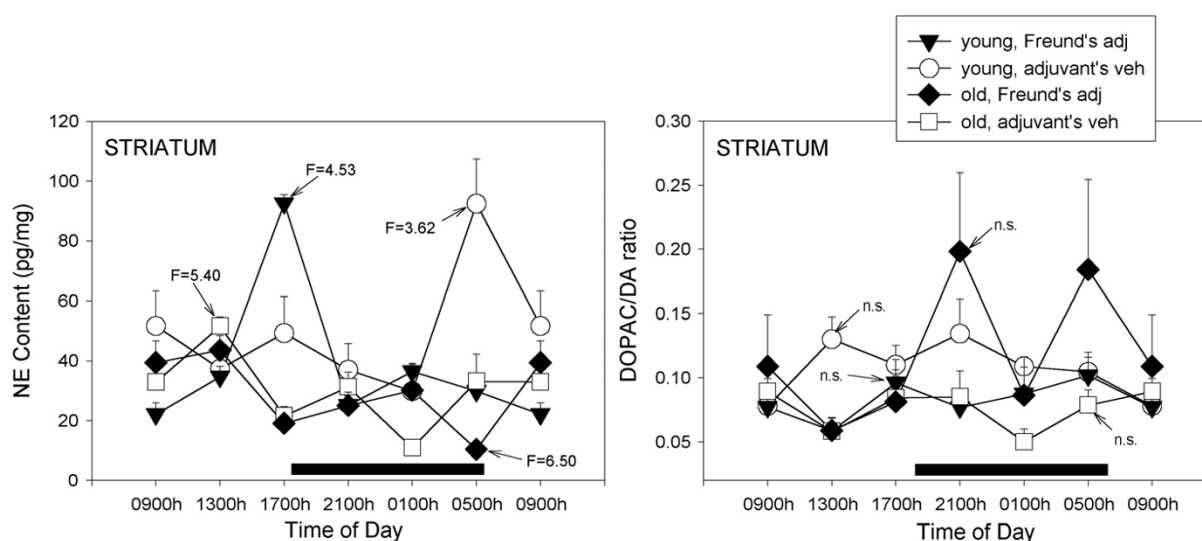 young, Freund's adj
young, adjuvant's veh
old, Freund's adj
old, adjuvant's veh
STRIATUM
NE Content (pg/mg)
120
100
80
60
40
20
0
F=4.53
F=3.62
F=5.40
F=6.50
0900h 1300h 1700h 2100h 0100h 0500h 0900h
Time of Day
STRIATUM
DOPAC/DA ratio
0.30
0.25
0.20
0.15
0.10
0.05
n.s.
n.s.
n.s.
n.s.
0900h 1300h 1700h 2100h 0100h 0500h 0900h
Time of Day